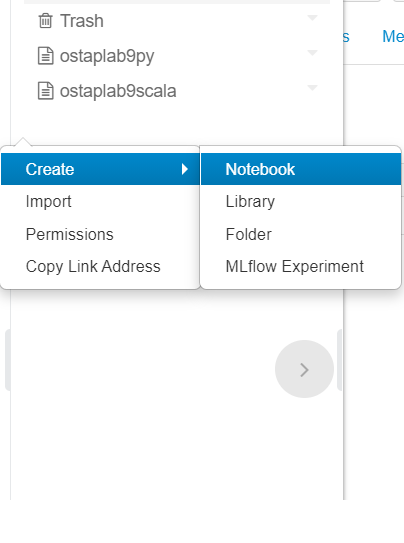 Trash
s Me
ostaplab9py
ostaplab9scala
Create
Import
Permissions
Copy Link Address
Notebook
Library
Folder
MLflow Experiment